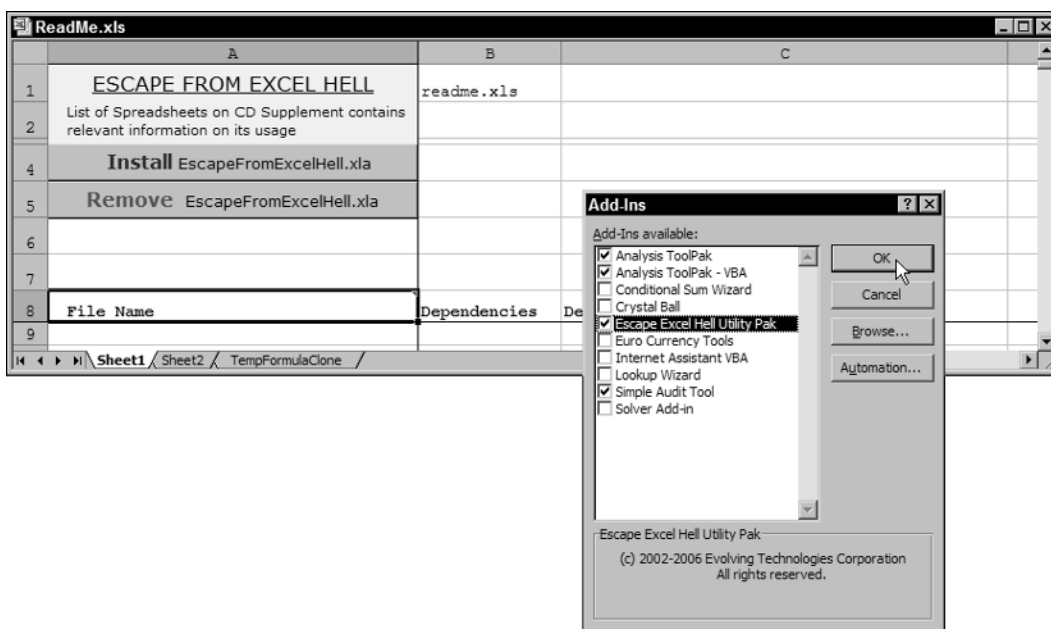 ReadMe.xls
A B C
1 ESCAPE FROM EXCEL HELL readme.xls
List of Spreadsheets on CD Supplement contains
2 relevant information on its usage
4 Install EscapeFromExcelHell.xla
5 Remove EscapeFromExcelHell.xla
6
7
8 File Name Dependencies De
9
Sheet1 Sheet2 TempFormulaClone
Add-Ins
Add-Ins available:
Analysis ToolPak
Analysis ToolPak - VBA
Conditional Sum Wizard
Crystal Ball
Escape Excel Hell Utility Pak
Euro Currency Tools
Internet Assistant VBA
Lookup Wizard
Simple Audit Tool
Solver Add-in
OK
Cancel
Browse...
Automation...
Escape Excel Hell Utility Pak
(c) 2002-2006 Evolving Technologies Corporation
All rights reserved.